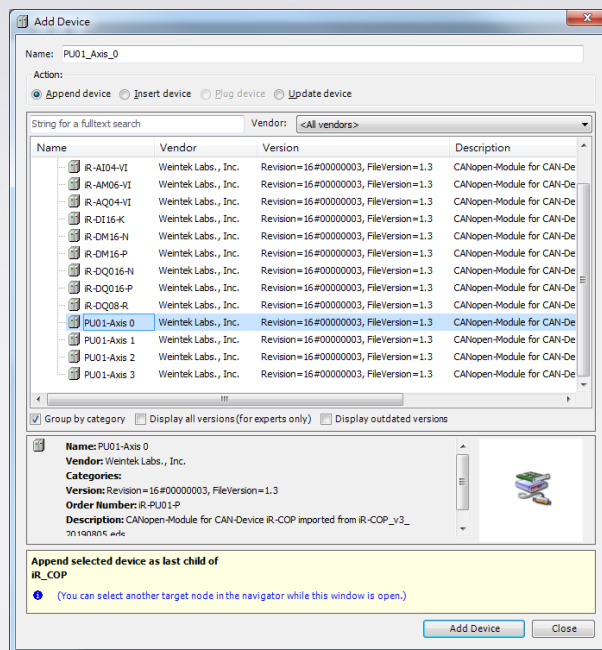 Add Device
Name: PU01_Axis_0
Action:
Append device Insert device Plug device Update device
String for a fulltext search Vendor: <All vendors>
Name Vendor Version Description
iR-AI04-VI Weintek Labs., Inc. Revision=16#00000003, FileVersion=1.3 CANopen-Module for CAN-De
iR-AM06-VI Weintek Labs., Inc. Revision=16#00000003, FileVersion=1.3 CANopen-Module for CAN-De
iR-AQ04-VI Weintek Labs., Inc. Revision=16#00000003, FileVersion=1.3 CANopen-Module for CAN-De
iR-DI16-K Weintek Labs., Inc. Revision=16#00000003, FileVersion=1.3 CANopen-Module for CAN-De
iR-DM16-N Weintek Labs., Inc. Revision=16#00000003, FileVersion=1.3 CANopen-Module for CAN-De
iR-DM16-P Weintek Labs., Inc. Revision=16#00000003, FileVersion=1.3 CANopen-Module for CAN-De
iR-DQ016-N Weintek Labs., Inc. Revision=16#00000003, FileVersion=1.3 CANopen-Module for CAN-De
iR-DQ016-P Weintek Labs., Inc. Revision=16#00000003, FileVersion=1.3 CANopen-Module for CAN-De
iR-DQ08-R Weintek Labs., Inc. Revision=16#00000003, FileVersion=1.3 CANopen-Module for CAN-De
PU01-Axis 0 Weintek Labs., Inc. Revision=16#00000003, FileVersion=1.3 CANopen-Module for CAN-De
PU01-Axis 1 Weintek Labs., Inc. Revision=16#00000003, FileVersion=1.3 CANopen-Module for CAN-De
PU01-Axis 2 Weintek Labs., Inc. Revision=16#00000003, FileVersion=1.3 CANopen-Module for CAN-De
PU01-Axis 3 Weintek Labs., Inc. Revision=16#00000003, FileVersion=1.3 CANopen-Module for CAN-De
Group by category Display all versions (for experts only) Display outdated versions
Name: PU01-Axis 0
Vendor: Weintek Labs., Inc.
Categories:
Version: Revision=16#00000003, FileVersion=1.3
Order Number: iR-PU01-P
Description: CANopen-Module for CAN-Device iR-COP imported from iR-COP_v3_
20190805.eds
Append selected device as last child of
iR_COP
(You can select another target node in the navigator while this window is open.)
Add Device Close